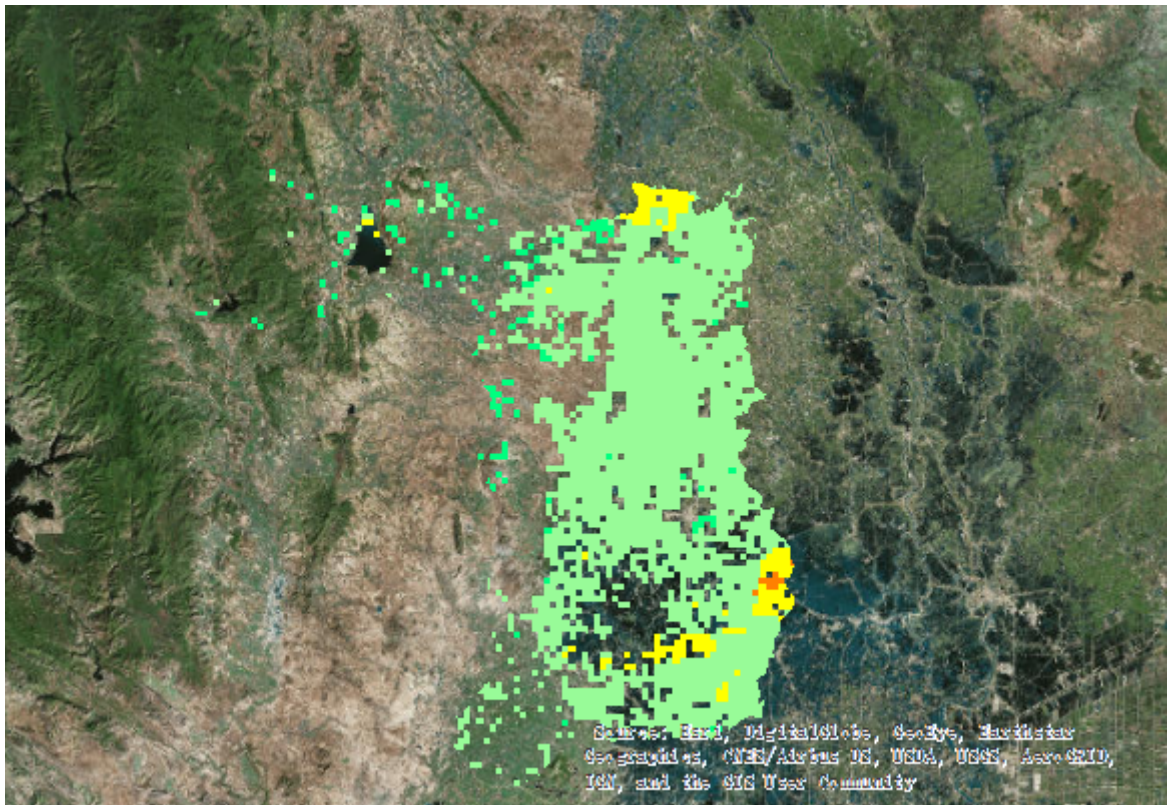 Source: Esri, DigitalGlobe, GeoEye, Earthstar
Geographics, CNES/Airbus DS, USDA, USGS, AeroGRID,
IGN, and the GIS User Community